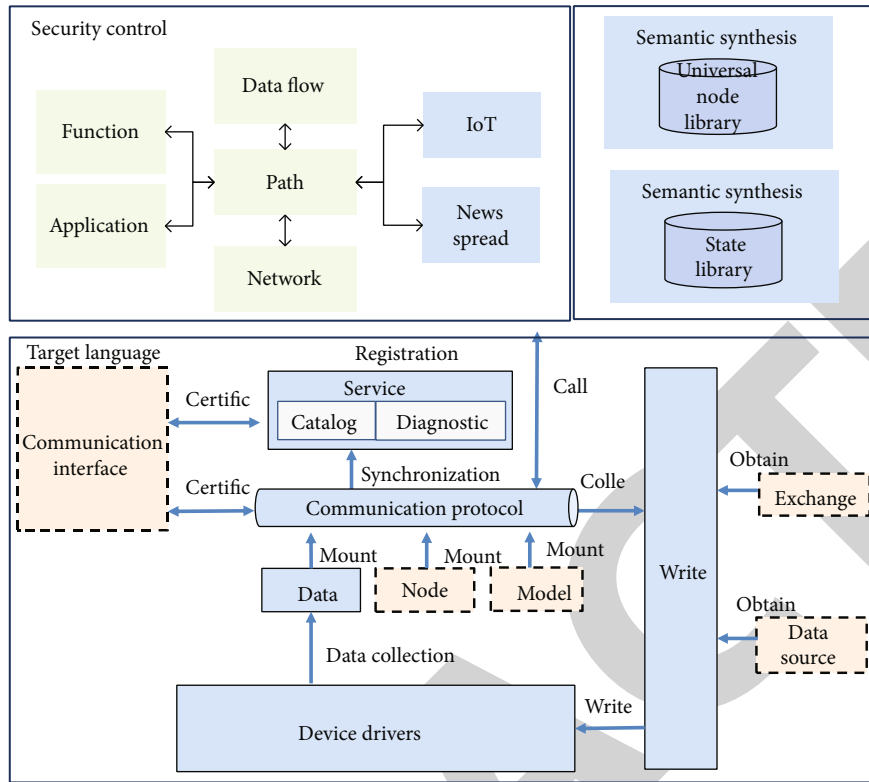 Security control
Data flow
Function
IoT
Path
Application
News
spread
Network
Semantic synthesis
Universal
node
library
Semantic synthesis
State
library
Target language
Registration
Service
Call
Certific
Catalog
Diagnostic
Communication
interface
Synchronization
Certific
Colle
Obtain
Communication protocol
Exchange
Mount
Mount
Mount
Write
Data
Node
Model
Obtain
Data
source
Data collection
Write
Device drivers